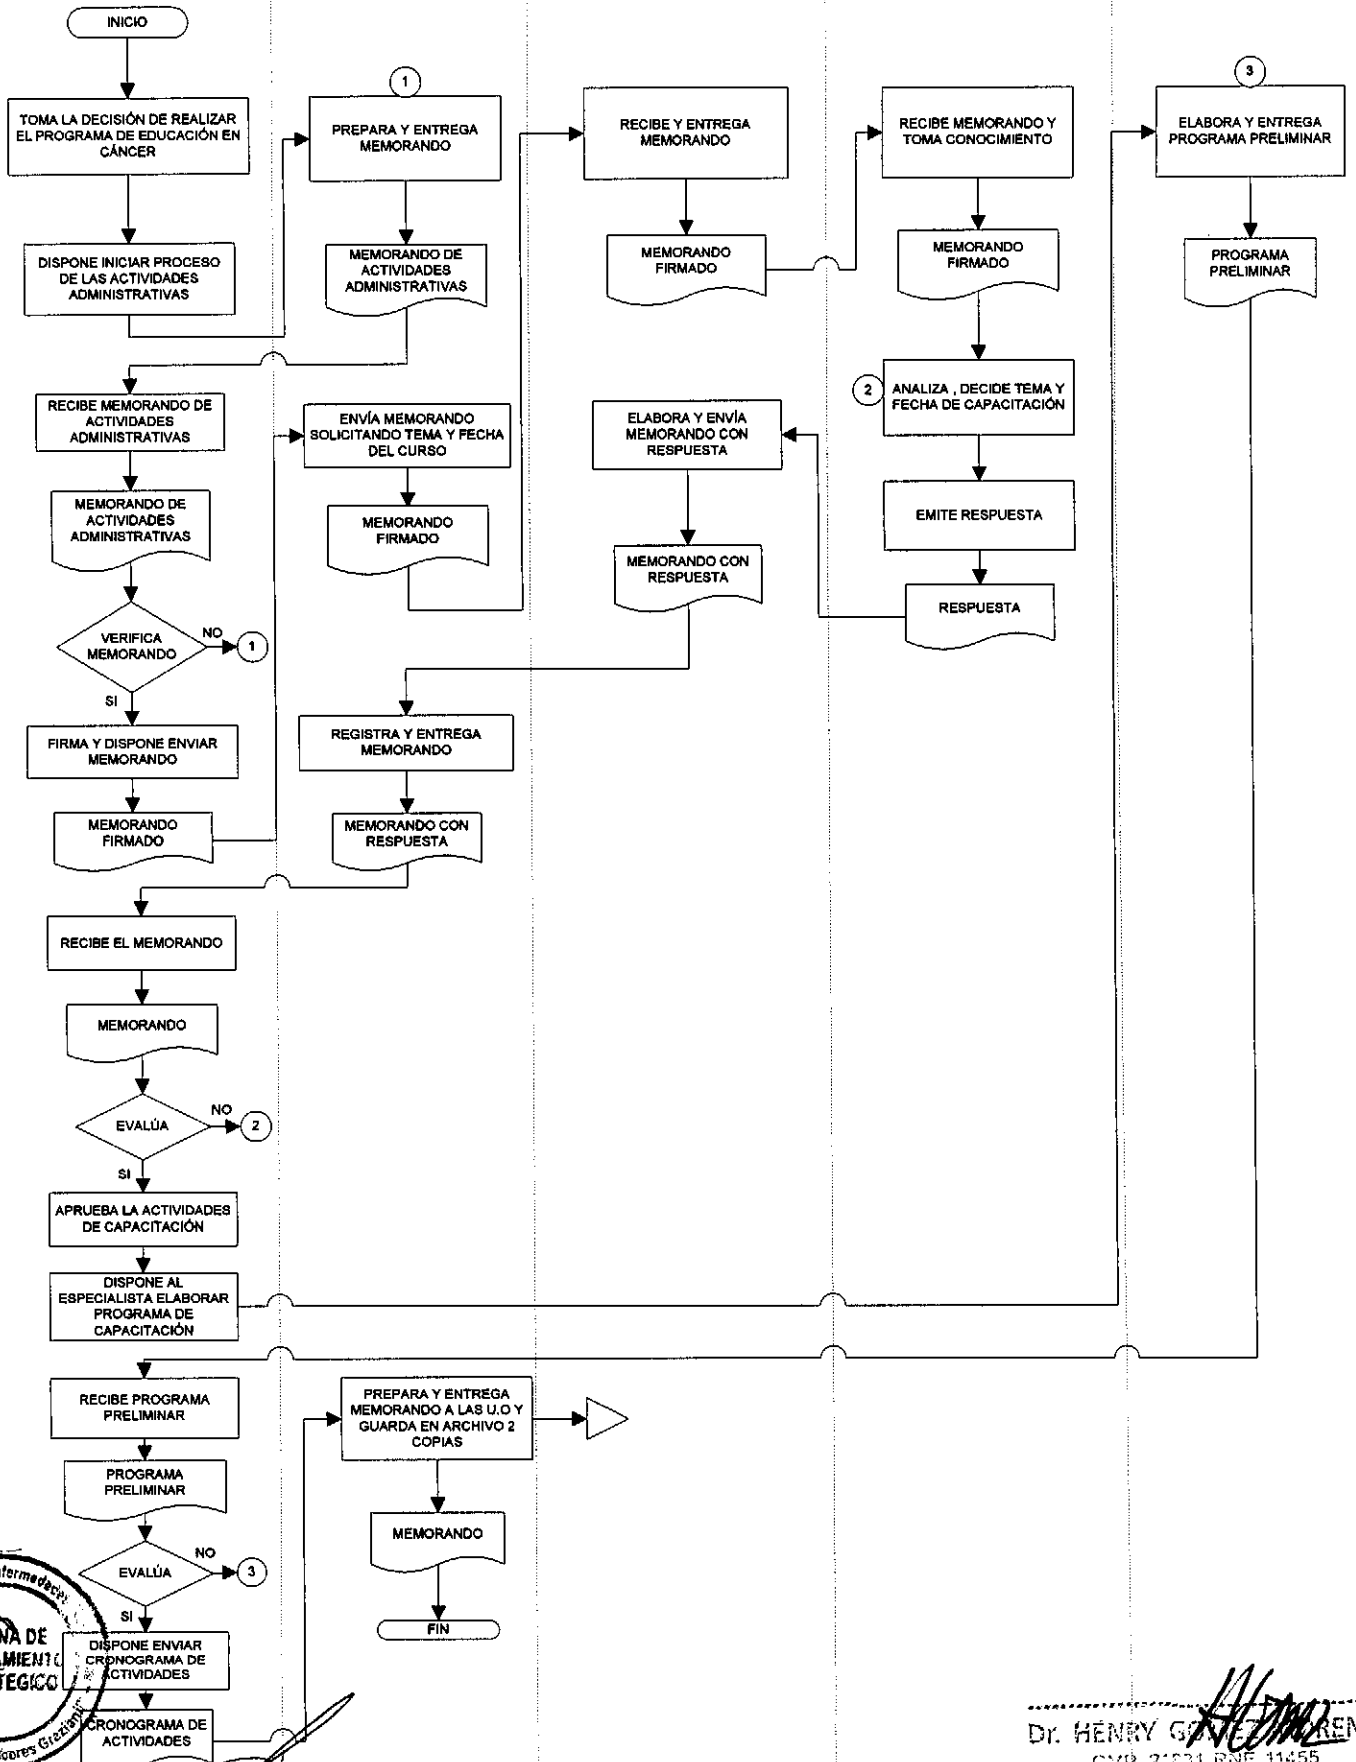 INICIO
TOMA LA DECISIÓN DE REALIZAR
EL PROGRAMA DE EDUCACIÓN EN
CÁNCER
DISPONE INICIAR PROCESO
DE LAS ACTIVIDADES
ADMINISTRATIVAS
1
PREPARA Y ENTREGA
MEMORANDO
MEMORANDO DE
ACTIVIDADES
ADMINISTRATIVAS
RECIBE MEMORANDO DE
ACTIVIDADES
ADMINISTRATIVAS
MEMORANDO DE
ACTIVIDADES
ADMINISTRATIVAS
VERIFICA
MEMORANDO
NO
1
SI
FIRMA Y DISPONE ENVIAR
MEMORANDO
MEMORANDO
FIRMADO
ENVÍA MEMORANDO
SOLICITANDO TEMA Y FECHA
DEL CURSO
MEMORANDO
FIRMADO
RECIBE Y ENTREGA
MEMORANDO
MEMORANDO
FIRMADO
RECIBE MEMORANDO Y
TOMA CONOCIMIENTO
MEMORANDO
FIRMADO
2
ANALIZA , DECIDE TEMA Y
FECHA DE CAPACITACIÓN
EMITE RESPUESTA
RESPUESTA
ELABORA Y ENVÍA
MEMORANDO CON
RESPUESTA
MEMORANDO CON
RESPUESTA
REGISTRA Y ENTREGA
MEMORANDO
MEMORANDO CON
RESPUESTA
RECIBE EL MEMORANDO
MEMORANDO
EVALÚA
NO
2
SI
APRUEBA LA ACTIVIDADES
DE CAPACITACIÓN
DISPONE AL
ESPECIALISTA ELABORAR
PROGRAMA DE
CAPACITACIÓN
3
ELABORA Y ENTREGA
PROGRAMA PRELIMINAR
PROGRAMA
PRELIMINAR
RECIBE PROGRAMA
PRELIMINAR
PROGRAMA
PRELIMINAR
EVALÚA
NO
3
SI
DISPONE ENVIAR
CRONOGRAMA DE
ACTIVIDADES
CRONOGRAMA DE
ACTIVIDADES
PREPARA Y ENTREGA
MEMORANDO A LAS U.O Y
GUARDA EN ARCHIVO 2
COPIAS
MEMORANDO
FIN
Dr. HENRY